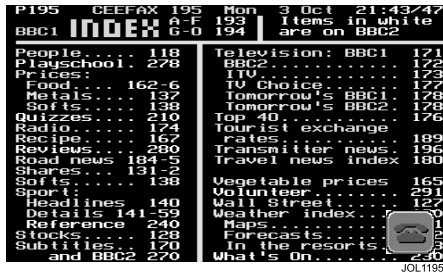 P195 CEEFAX 195 Mon 3 Oct 21:43/47
BBC1 INDEX A-F 193 Items in white
G-O 194 are on BBC2
People..... 118
Playschool. 278
Prices:
Food .... 162-6
Metals..... 137
Softs...... 138
Quizzes.... 210
Radio...... 174
Recipe..... 167
Reviews.... 280
Road news 184-5
Shares... 131-2
Softs...... 138
Sport:
Headlines 140
Details 141-59
Reference 240
Stocks..... 170
Subtitles.. 170
and BBC2 270
Television: BBC1 171
BBC2............ 172
ITV............. 173
TV Choice....... 177
Tomorrow's BBC1. 178
Tomorrow's BBC2. 178
Top 40........... 176
Tourist exchange
rates........... 189
Transmitter news. 196
Travel news index 180
Vegetable prices 165
Volunteer........ 291
Wall Street...... 127
Weather index....
Maps............
Forecasts.......
In the resorts..
What's On........ 230
JOL1195